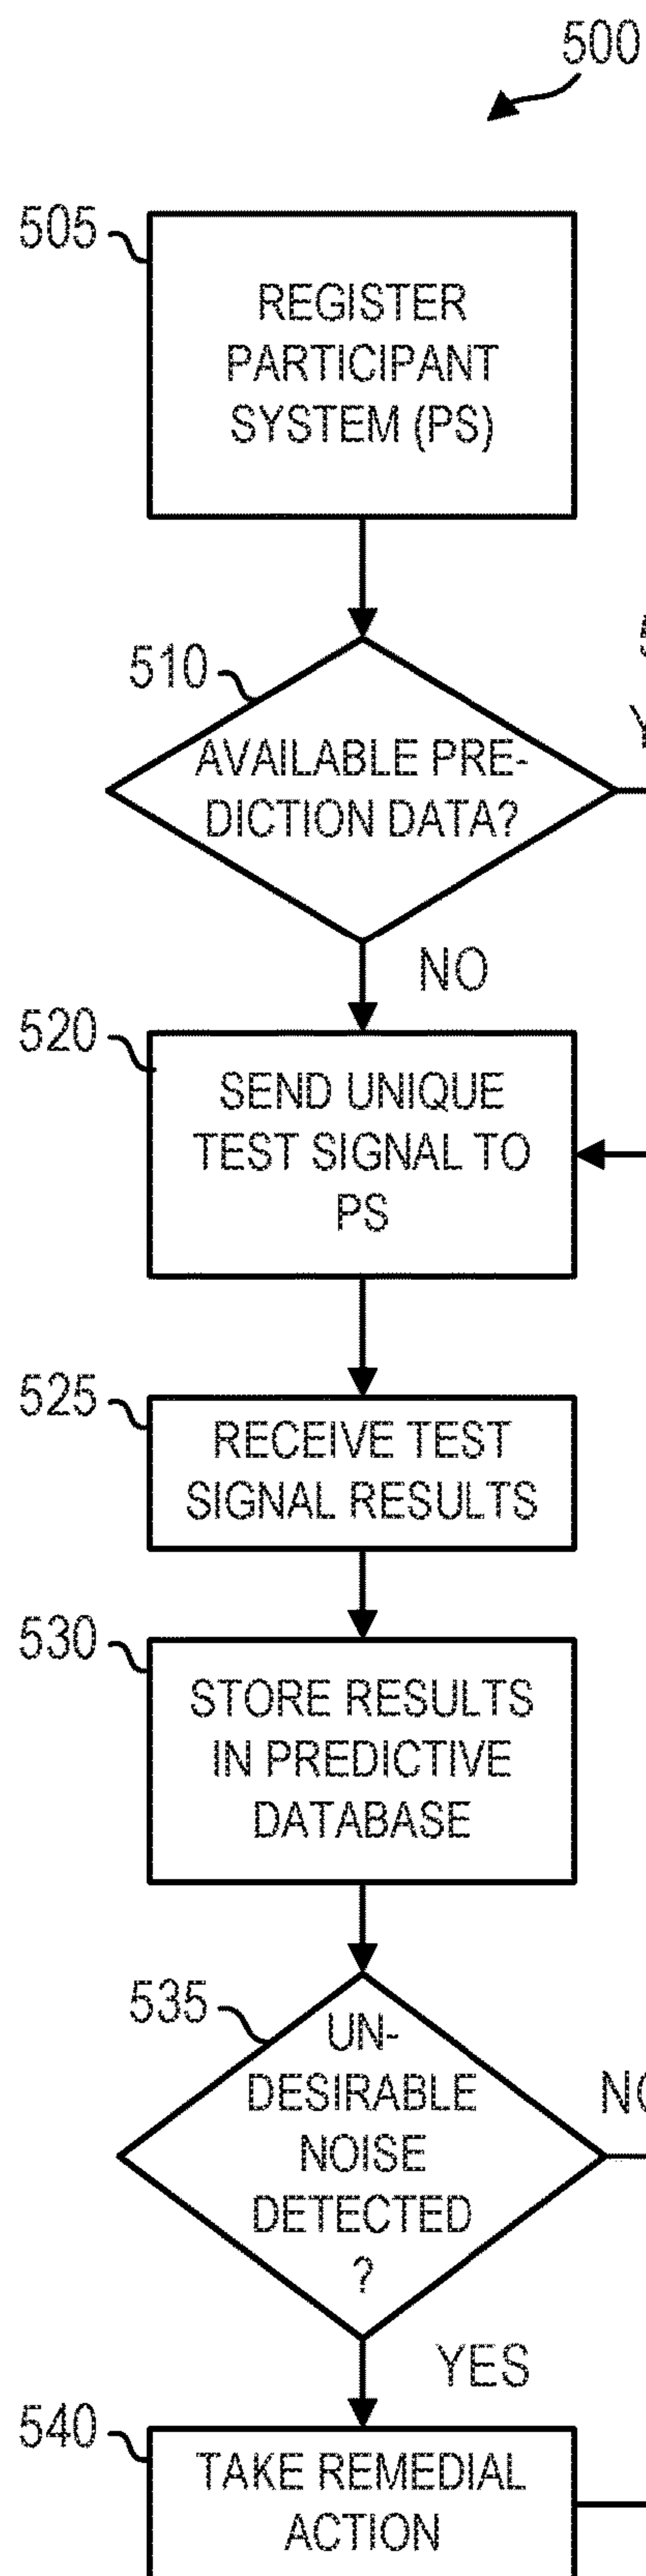 500
505
REGISTER
PARTICIPANT
SYSTEM (PS)
510
AVAILABLE PRE-
DICTION DATA?
NO
520
SEND UNIQUE
TEST SIGNAL TO
PS
525
RECEIVE TEST
SIGNAL RESULTS
530
STORE RESULTS
IN PREDICTIVE
DATABASE
535
UN-
DESIRABLE
NOISE
DETECTED
?
NO
YES
540
TAKE REMEDIAL
ACTION